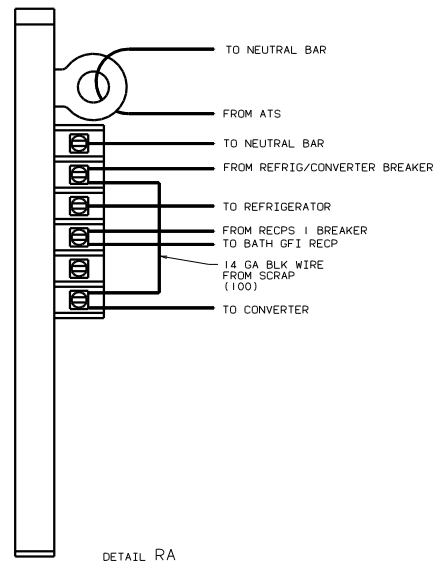 TO NEUTRAL BAR
FROM ATS
TO NEUTRAL BAR
FROM REFRIG/CONVERTER BREAKER
TO REFRIGERATOR
FROM RECPS 1 BREAKER
TO BATH GFI RECP
14 GA BLK WIRE
FROM SCRAP
(100)
TO CONVERTER
DETAIL RA